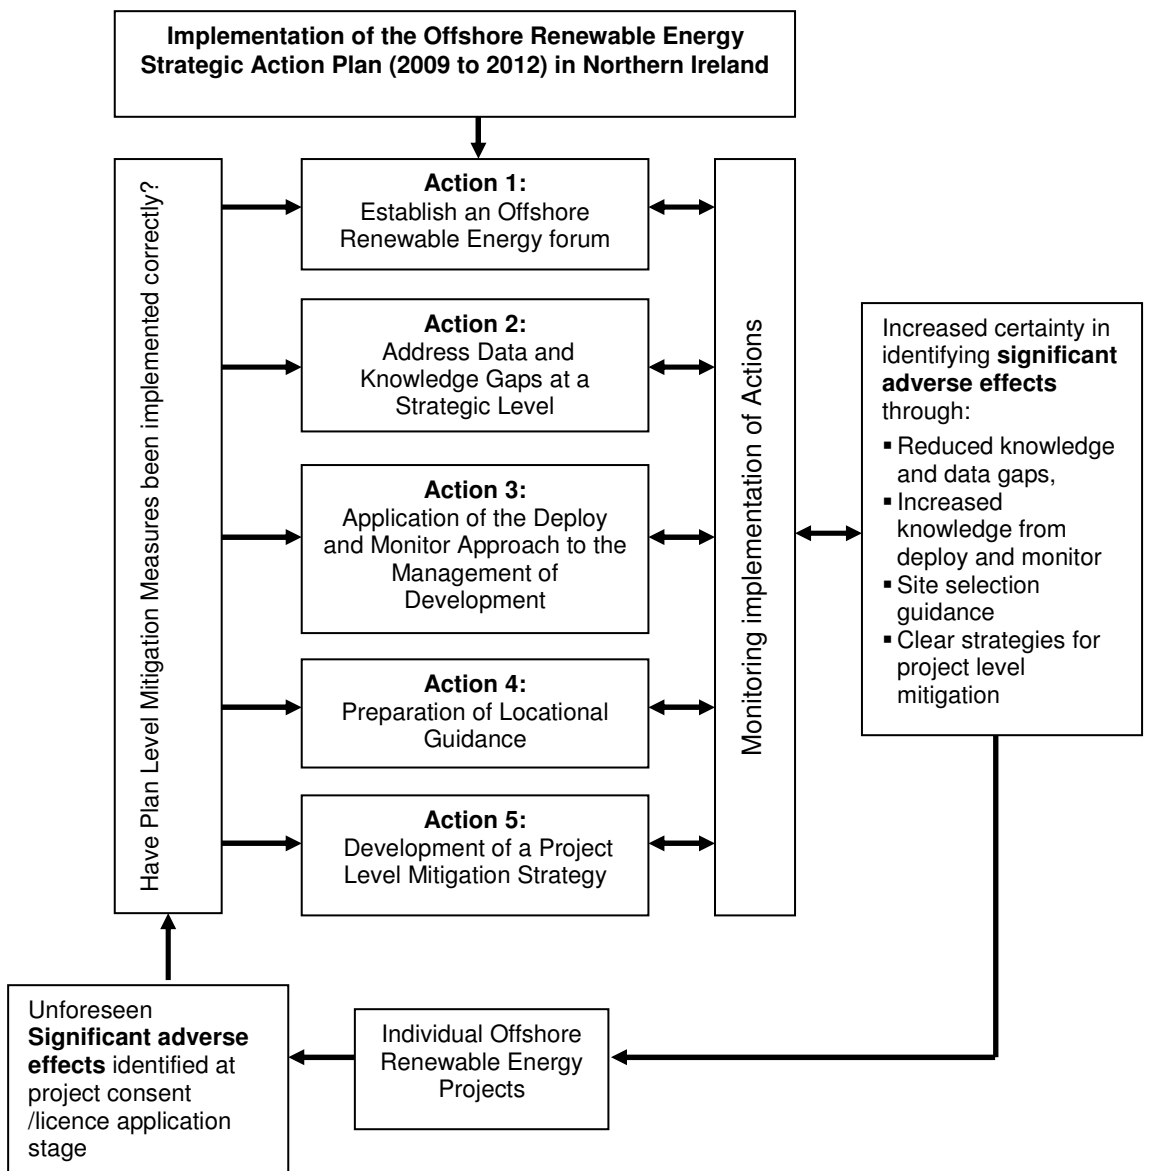 Implementation of the Offshore Renewable Energy
Strategic Action Plan (2009 to 2012) in Northern Ireland
Have Plan Level Mitigation Measures been implemented correctly?
Action 1:
Establish an Offshore
Renewable Energy forum
Action 2:
Address Data and
Knowledge Gaps at a
Strategic Level
Action 3:
Application of the Deploy
and Monitor Approach to the
Management of
Development
Action 4:
Preparation of Locational
Guidance
Action 5:
Development of a Project
Level Mitigation Strategy
Monitoring implementation of Actions
Increased certainty in
identifying significant
adverse effects
through:
▪ Reduced knowledge
and data gaps,
▪ Increased
knowledge from
deploy and monitor
▪ Site selection
guidance
▪ Clear strategies for
project level
mitigation
Individual Offshore
Renewable Energy
Projects
Unforeseen
Significant adverse
effects identified at
project consent
/licence application
stage